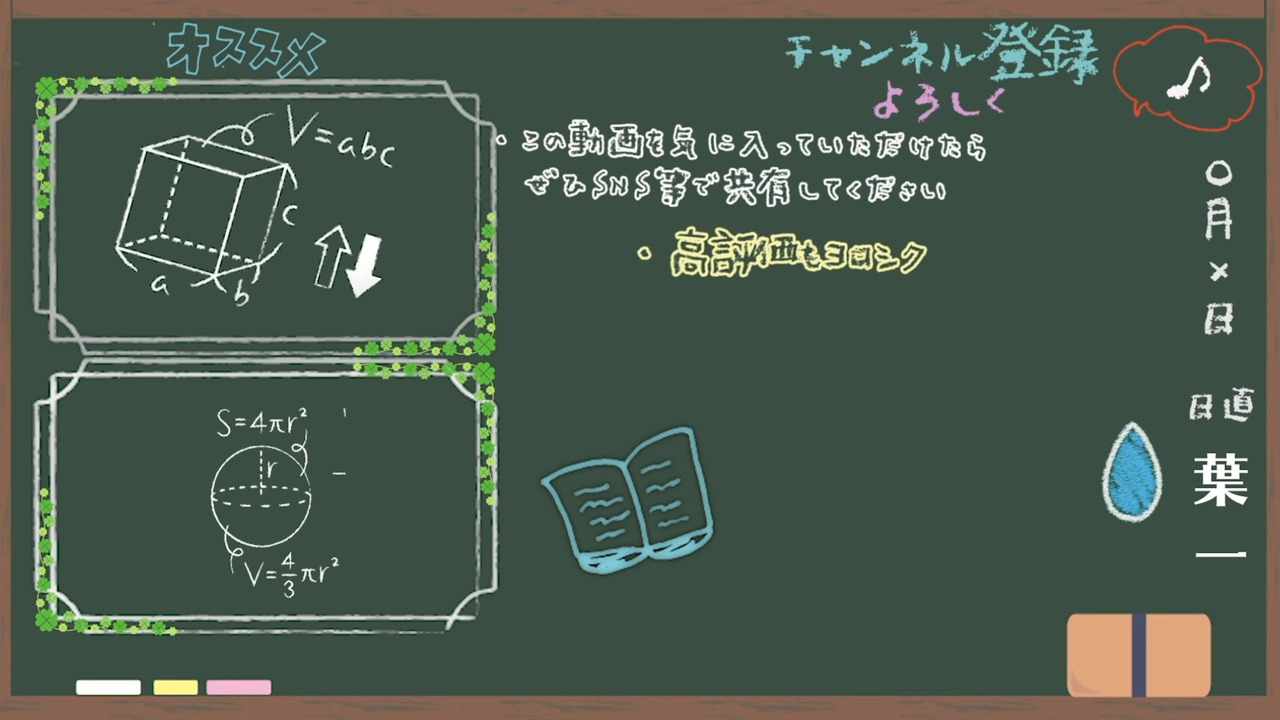 オススメ
V=abc
c
a
b
S=4πr²
r
V=4/3πr²
チャンネル登録
よろしく
・この動画を気に入っていただけたら
ぜひSNS等で共有してください
・高評価もヨロシク
♪
〇月×日
日直
葉一